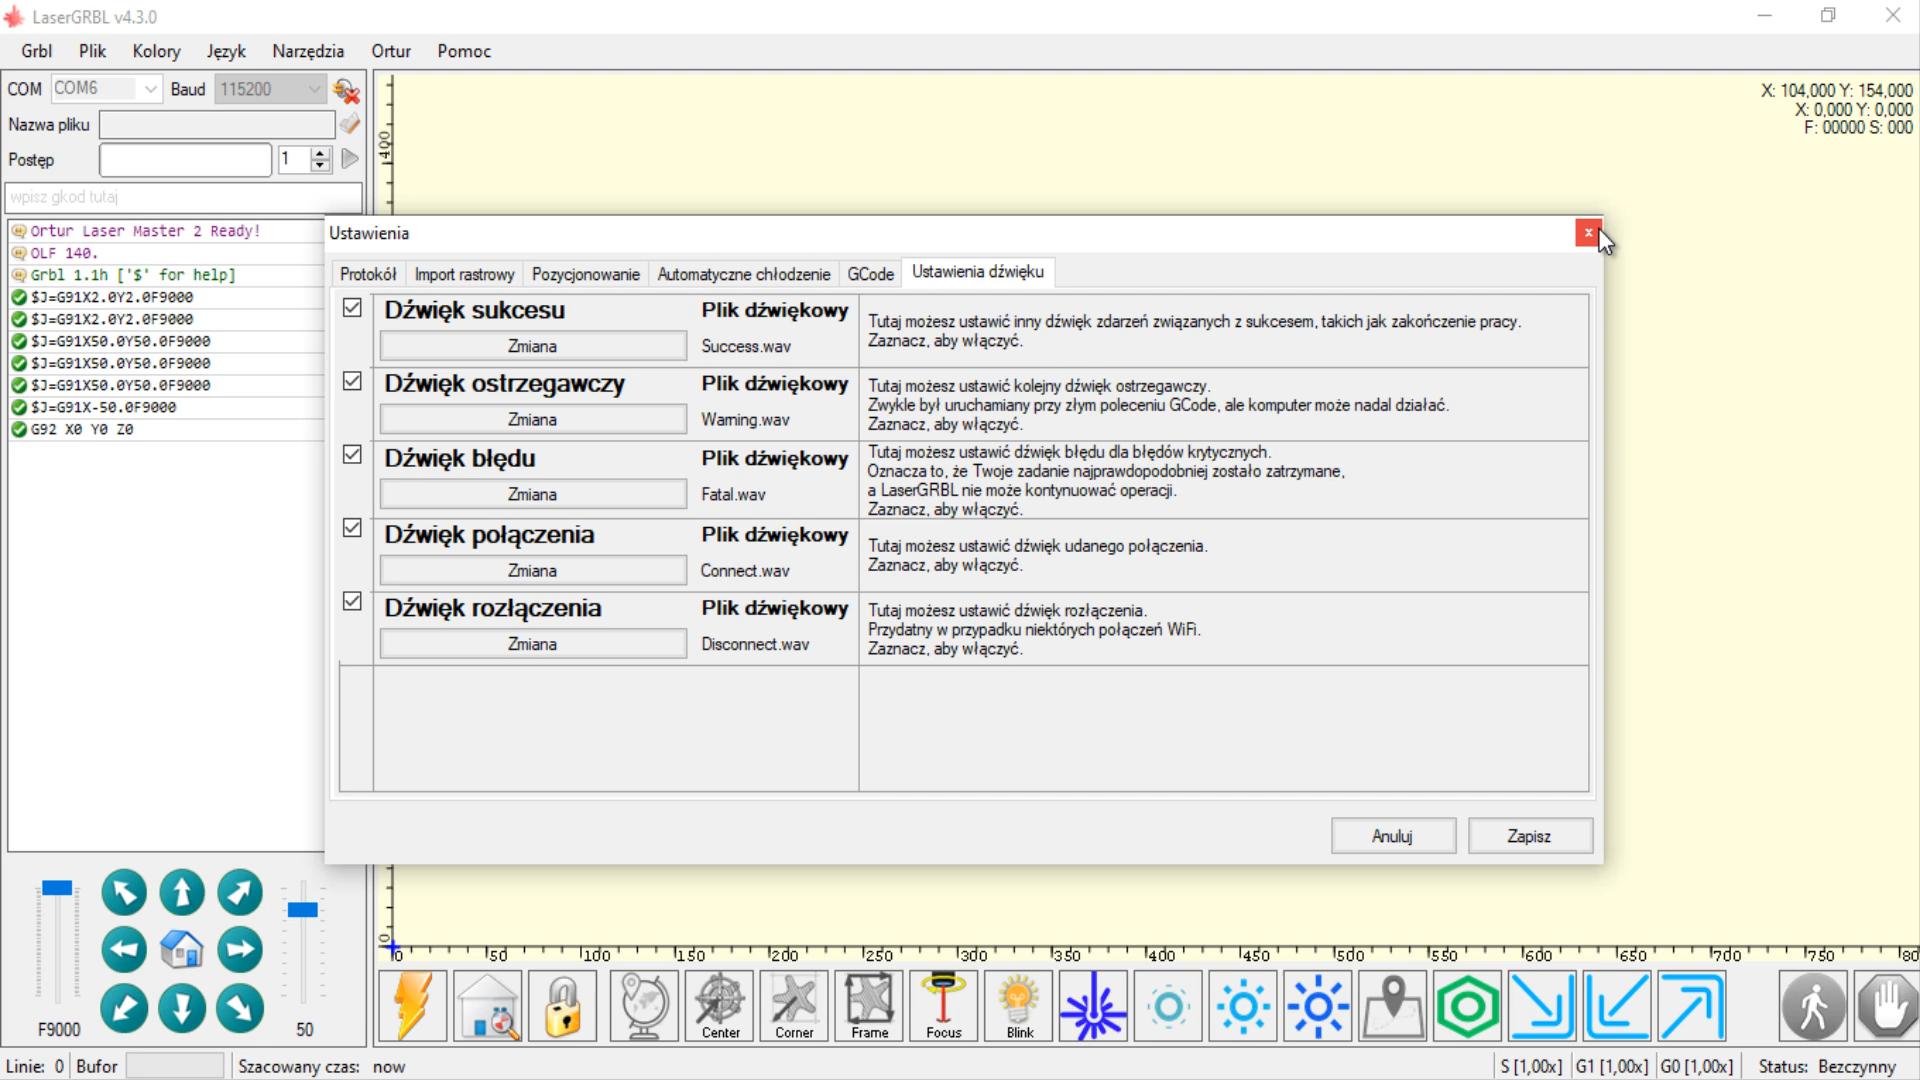 LaserGRBL v4.3.0
Grbl Plik Kolory Język Narzędzia Ortur Pomoc
COM COM6 Baud 115200
Nazwa pliku
Postęp 1
wpisz gkod tutaj
Ortur Laser Master 2 Ready!
OLF 140.
Grbl 1.1h ['$' for help]
$J=G91X2.0Y2.0F9000
$J=G91X2.0Y2.0F9000
$J=G91X50.0Y50.0F9000
$J=G91X50.0Y50.0F9000
$J=G91X50.0Y50.0F9000
$J=G91X-50.0F9000
G92 X0 Y0 Z0
X: 104,000 Y: 154,000
X: 0,000 Y: 0,000
F: 00000 S: 000
400
Ustawienia
x
Protokół Import rastrowy Pozycjonowanie Automatyczne chłodzenie GCode Ustawienia dźwięku
Dźwięk sukcesu Plik dźwiękowy
Zmiana Success.wav
Tutaj możesz ustawić inny dźwięk zdarzeń związanych z sukcesem, takich jak zakończenie pracy.
Zaznacz, aby włączyć.
Dźwięk ostrzegawczy Plik dźwiękowy
Zmiana Warning.wav
Tutaj możesz ustawić kolejny dźwięk ostrzegawczy.
Zwykle był uruchamiany przy złym poleceniu GCode, ale komputer może nadal działać.
Zaznacz, aby włączyć.
Dźwięk błędu Plik dźwiękowy
Zmiana Fatal.wav
Tutaj możesz ustawić dźwięk błędu dla błędów krytycznych.
Oznacza to, że Twoje zadanie najprawdopodobniej zostało zatrzymane,
a LaserGRBL nie może kontynuować operacji.
Zaznacz, aby włączyć.
Dźwięk połączenia Plik dźwiękowy
Zmiana Connect.wav
Tutaj możesz ustawić dźwięk udanego połączenia.
Zaznacz, aby włączyć.
Dźwięk rozłączenia Plik dźwiękowy
Zmiana Disconnect.wav
Tutaj możesz ustawić dźwięk rozłączenia.
Przydatny w przypadku niektórych połączeń WiFi.
Zaznacz, aby włączyć.
Anuluj Zapisz
0
0 50 100 150 200 250 300 350 400 450 500 550 600 650 700 750 80
F9000 50
Center Corner Frame Focus Blink
Linie: 0 Bufor Szacowany czas: now
S [1,00x] G1 [1,00x] G0 [1,00x] Status: Bezczynny